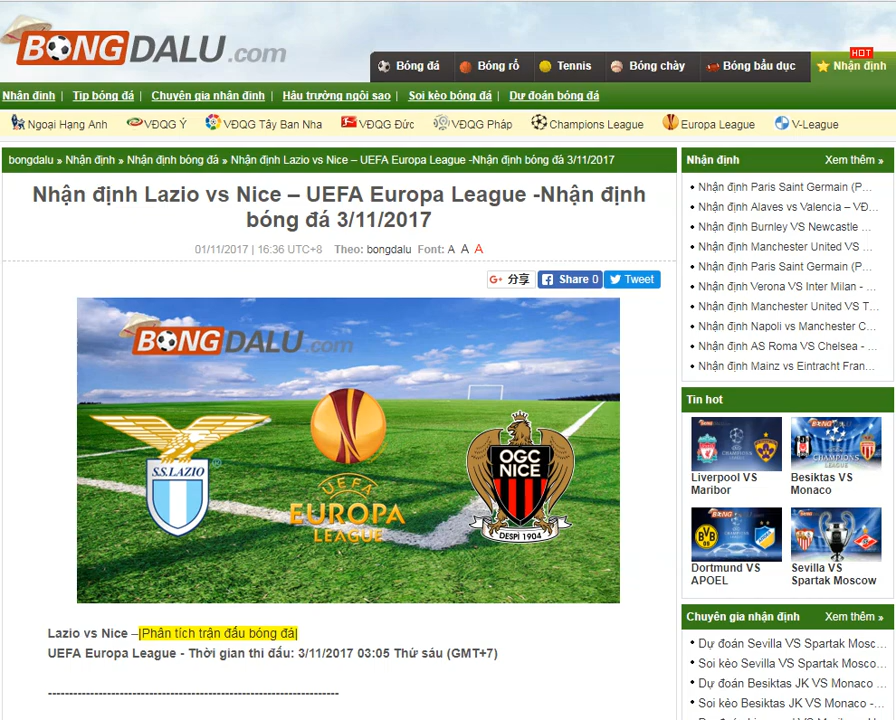 BONGDALU.com
Bóng đá Bóng rổ Tennis Bóng chày Bóng bầu dục HOT Nhận định
Nhận định | Tip bóng đá | Chuyên gia nhận định | Hậu trường ngôi sao | Soi kèo bóng đá | Dự đoán bóng đá
Ngoại Hạng Anh VĐQG Ý VĐQG Tây Ban Nha VĐQG Đức VĐQG Pháp Champions League Europa League V-League
bongdalu » Nhận định » Nhận định bóng đá » Nhận định Lazio vs Nice – UEFA Europa League -Nhận định bóng đá 3/11/2017
Nhận định Lazio vs Nice – UEFA Europa League -Nhận định
bóng đá 3/11/2017
01/11/2017 | 16:36 UTC+8 Theo: bongdalu Font: A A A
G+ 分享 Share 0 Tweet
BONGDALU.com
S.S.LAZIO
UEFA
EUROPA
LEAGUE
OGC
NICE
DEPUIS 1904
Lazio vs Nice –|Phân tích trận đấu bóng đá|
UEFA Europa League - Thời gian thi đấu: 3/11/2017 03:05 Thứ sáu (GMT+7)
----------------------------------------------------------------------
Nhận định Xem thêm »
Nhận định Paris Saint Germain (P...
Nhận định Alaves vs Valencia – VĐ...
Nhận định Burnley VS Newcastle ...
Nhận định Manchester United VS ...
Nhận định Paris Saint Germain (P...
Nhận định Verona VS Inter Milan - ...
Nhận định Manchester United VS T...
Nhận định Napoli vs Manchester C...
Nhận định AS Roma VS Chelsea - ...
Nhận định Mainz vs Eintracht Fran...
Tin hot
Liverpool VS
Maribor
Besiktas VS
Monaco
Dortmund VS
APOEL
Sevilla VS
Spartak Moscow
Chuyên gia nhận định Xem thêm »
Dự đoán Sevilla VS Spartak Mosc...
Soi kèo Sevilla VS Spartak Mosco...
Dự đoán Besiktas JK VS Monaco ...
Soi kèo Besiktas JK VS Monaco -...